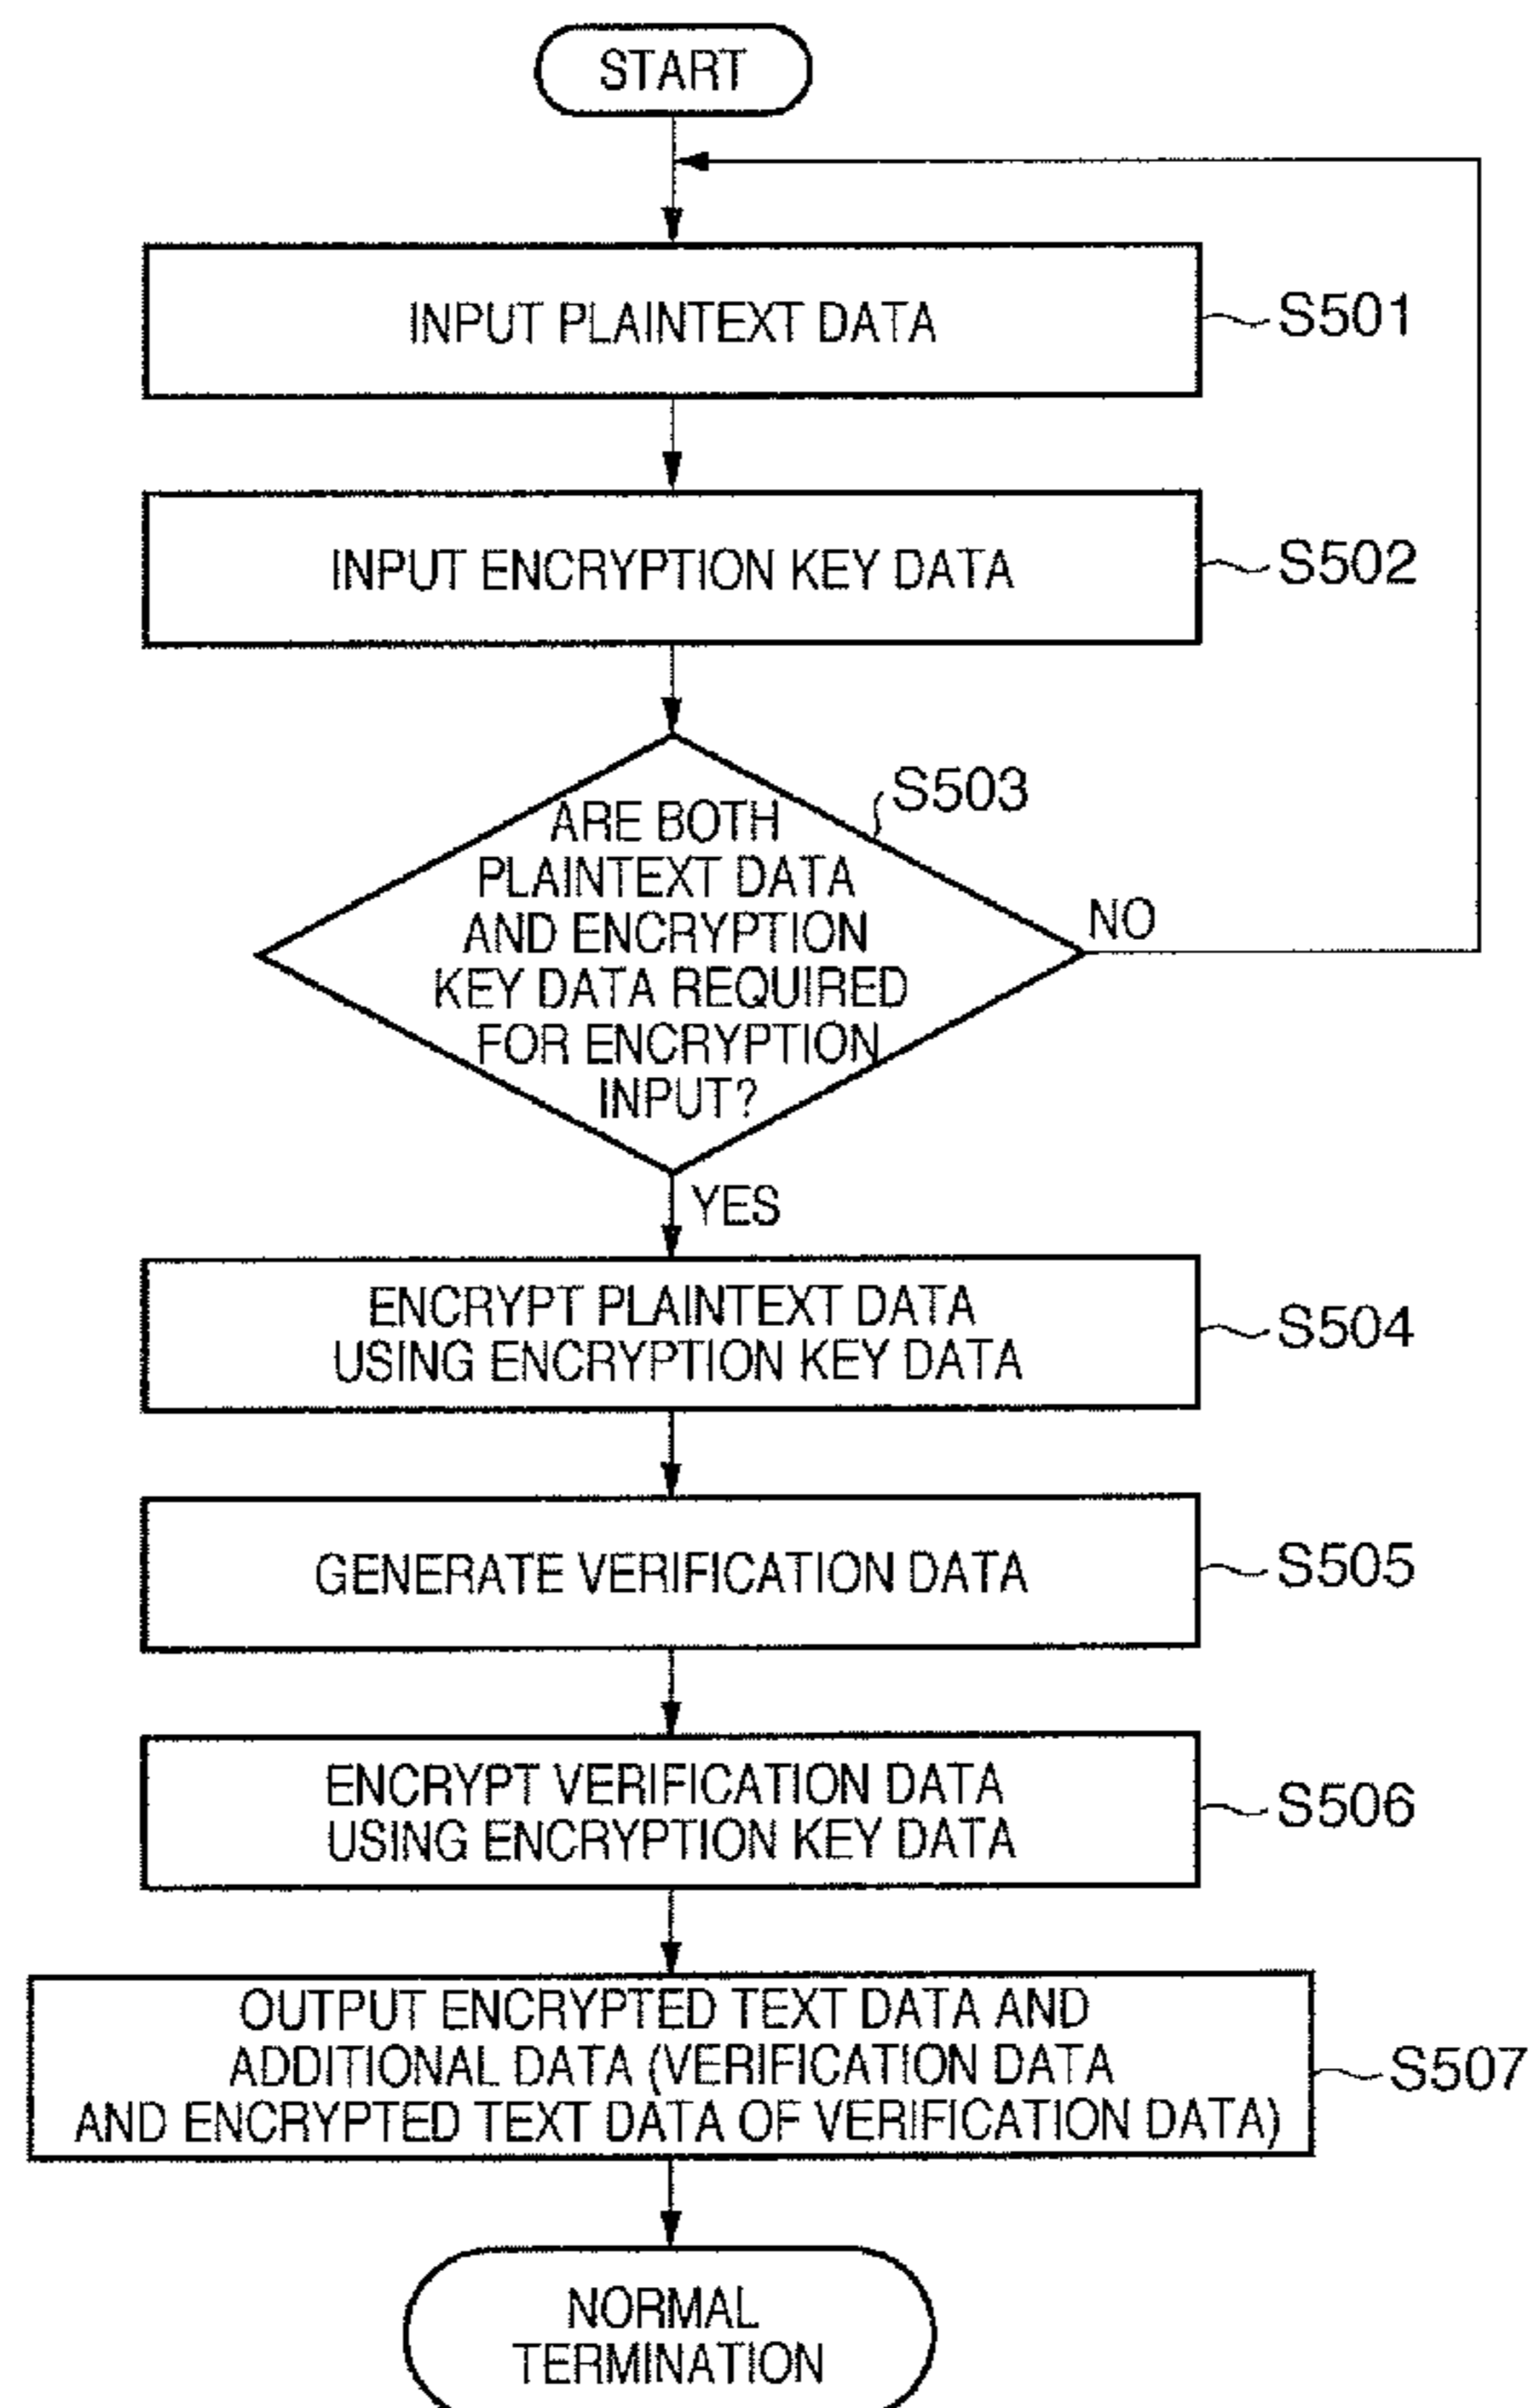 START
INPUT PLAINTEXT DATA
S501
INPUT ENCRYPTION KEY DATA
S502
S503
ARE BOTH
PLAINTEXT DATA
AND ENCRYPTION
KEY DATA REQUIRED
FOR ENCRYPTION
INPUT?
NO
YES
ENCRYPT PLAINTEXT DATA
USING ENCRYPTION KEY DATA
S504
GENERATE VERIFICATION DATA
S505
ENCRYPT VERIFICATION DATA
USING ENCRYPTION KEY DATA
S506
OUTPUT ENCRYPTED TEXT DATA AND
ADDITIONAL DATA (VERIFICATION DATA
AND ENCRYPTED TEXT DATA OF VERIFICATION DATA)
S507
NORMAL
TERMINATION